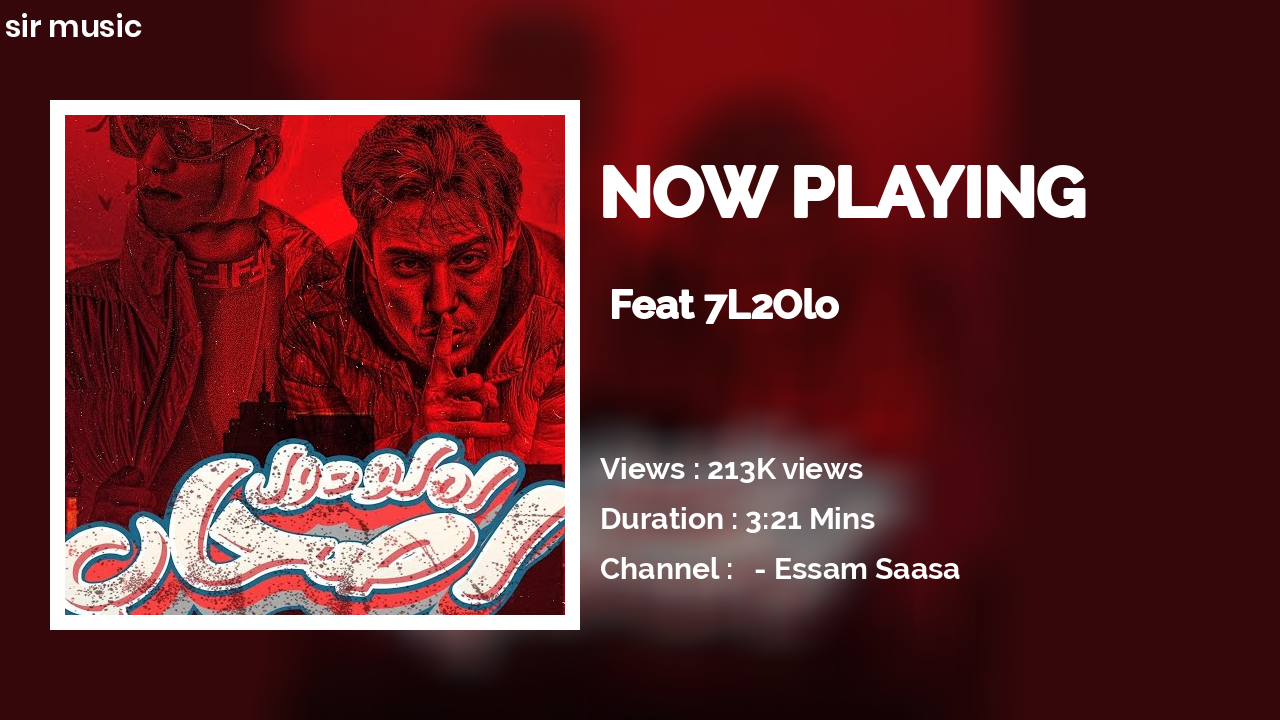 sir music
NOW PLAYING
Feat 7L2Olo
Views : 213K views
Duration : 3:21 Mins
Channel : - Essam Saasa